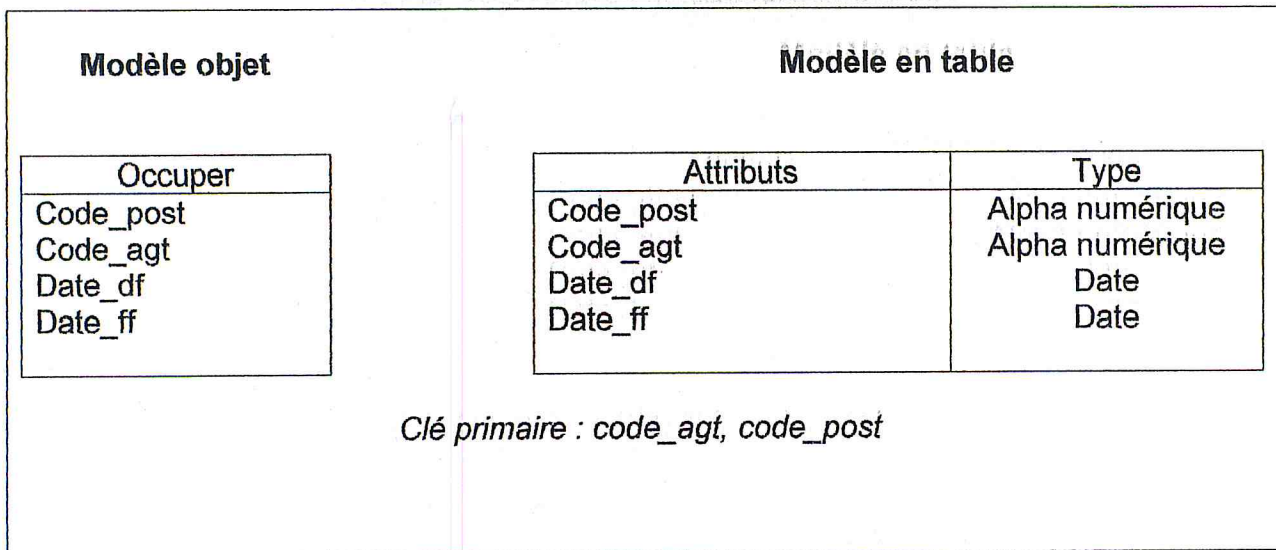 Modèle objet
Modèle en table
Occuper
Code_post
Code_agt
Date_df
Date_ff
Attributs Type
Code_post Alpha numérique
Code_agt Alpha numérique
Date_df Date
Date_ff Date
Clé primaire : code_agt, code_post